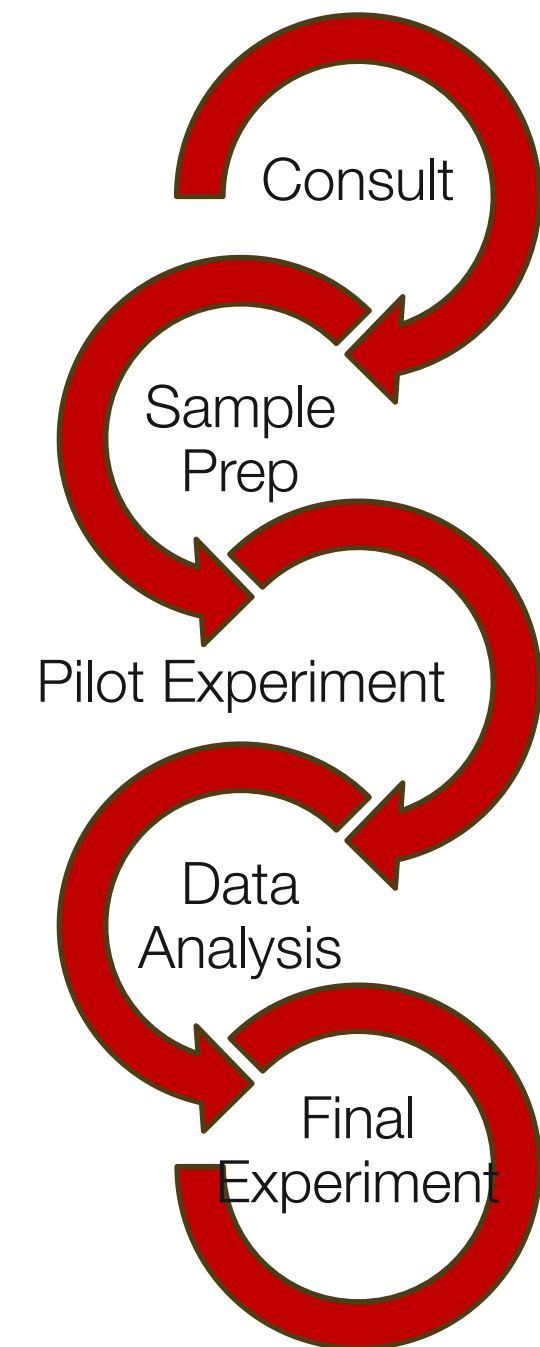 Consult
Sample
Prep
Pilot Experiment
Data
Analysis
Final
Experiment